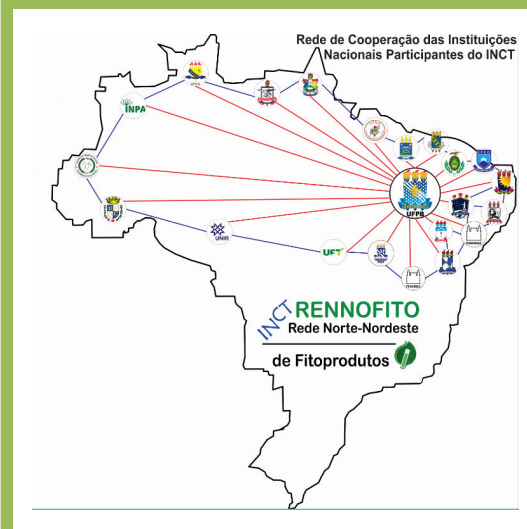 Rede de Cooperação das Instituições
Nacionais Participantes do INCT
INPA
UFPB
UNIR
UFT
INCT
RENNOFITO
Rede Norte-Nordeste
de Fitoprodutos